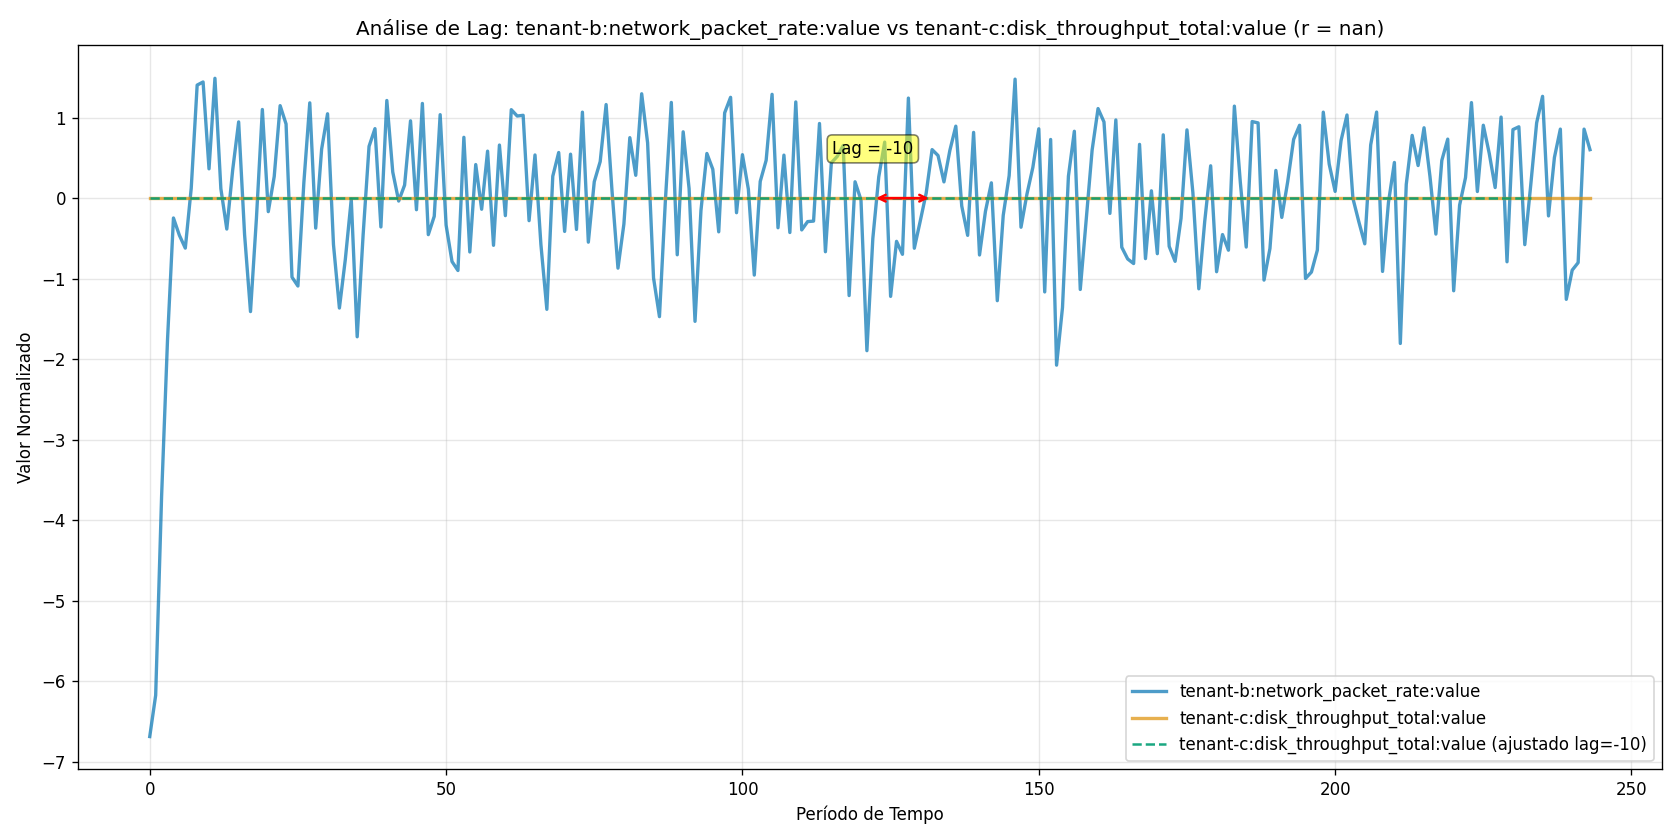 Análise de Lag: tenant-b:network_packet_rate:value vs tenant-c:disk_throughput_total:value (r = nan)
Valor Normalizado
1
0
−1
−2
−3
−4
−5
−6
−7
Lag = -10
tenant-b:network_packet_rate:value
tenant-c:disk_throughput_total:value
tenant-c:disk_throughput_total:value (ajustado lag=-10)
0 50 100 150 200 250
Período de Tempo